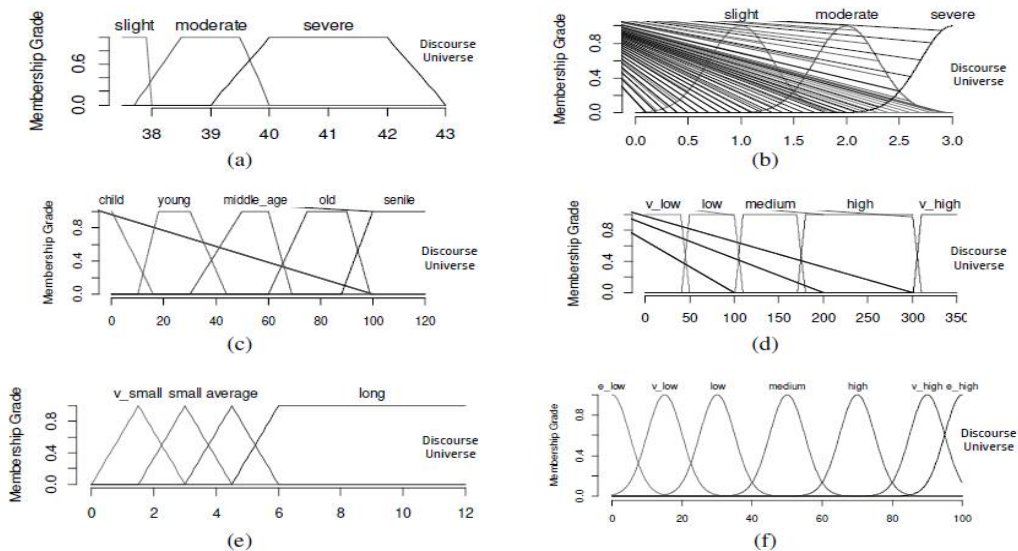 slight moderate severe
Membership Grade
0.6
0.0
Discourse
Universe
38 39 40 41 42 43
(a)
slight moderate severe
Membership Grade
0.8
0.4
0.0
Discourse
Universe
0.0 0.5 1.0 1.5 2.0 2.5 3.0
(b)
child young middle_age old senile
Membership Grade
0.8
0.4
0.0
Discourse
Universe
0 20 40 60 80 100 120
(c)
v_low low medium high v_high
Membership Grade
0.8
0.4
0.0
Discourse
Universe
0 50 100 150 200 250 300 350
(d)
v_small small average long
Membership Grade
0.8
0.4
0.0
Discourse
Universe
0 2 4 6 8 10 12
(e)
e_low v_low low medium high v_high e_high
Membership Grade
0.8
0.4
0.0
Discourse
Universe
0 20 40 60 80 100
(f)